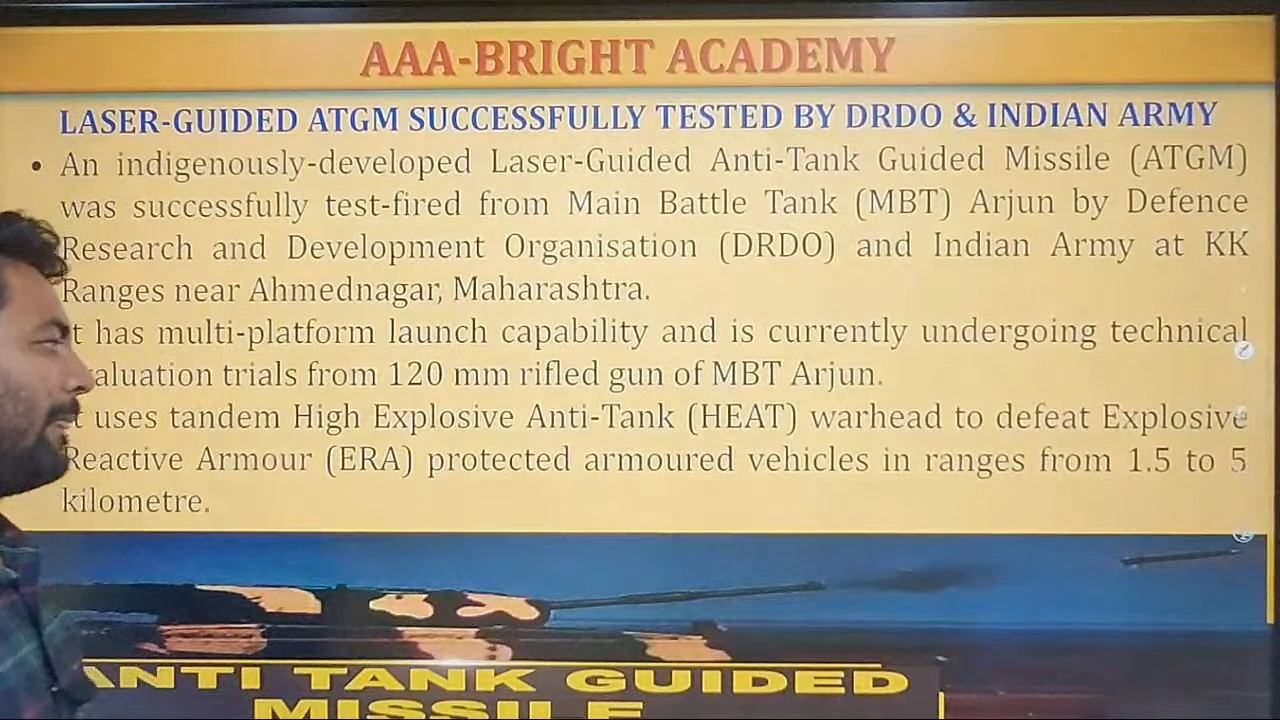 AAA-BRIGHT ACADEMY
LASER-GUIDED ATGM SUCCESSFULLY TESTED BY DRDO & INDIAN ARMY
• An indigenously-developed Laser-Guided Anti-Tank Guided Missile (ATGM)
was successfully test-fired from Main Battle Tank (MBT) Arjun by Defence
Research and Development Organisation (DRDO) and Indian Army at KK
Ranges near Ahmednagar, Maharashtra.
t has multi-platform launch capability and is currently undergoing technical
valuation trials from 120 mm rifled gun of MBT Arjun.
t uses tandem High Explosive Anti-Tank (HEAT) warhead to defeat Explosive
Reactive Armour (ERA) protected armoured vehicles in ranges from 1.5 to 5
kilometre.
ANTI TANK GUIDED
MISSILE